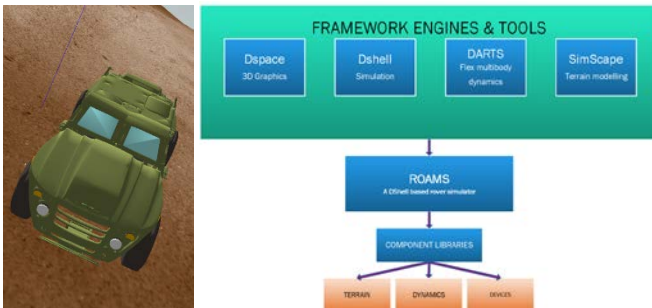 FRAMEWORK ENGINES & TOOLS
Dspace
3D Graphics
Dshell
Simulation
DARTS
Flex multibody
dynamics
SimScape
Terrain modelling
ROAMS
A DShell based rover simulator
COMPONENT LIBRARIES
TERRAIN
DYNAMICS
DEVICES